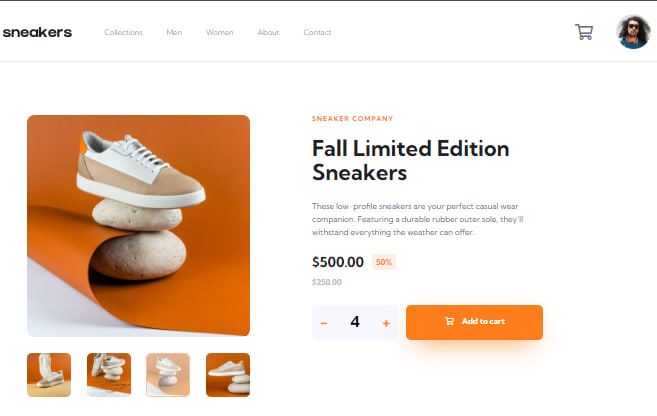 sneakers
Collections Men Women About Contact
SNEAKER COMPANY
Fall Limited Edition
Sneakers
These low-profile sneakers are your perfect casual wear
companion. Featuring a durable rubber outer sole, they'll
withstand everything the weather can offer.
$500.00 50%
$250.00
- 4 +
Add to cart